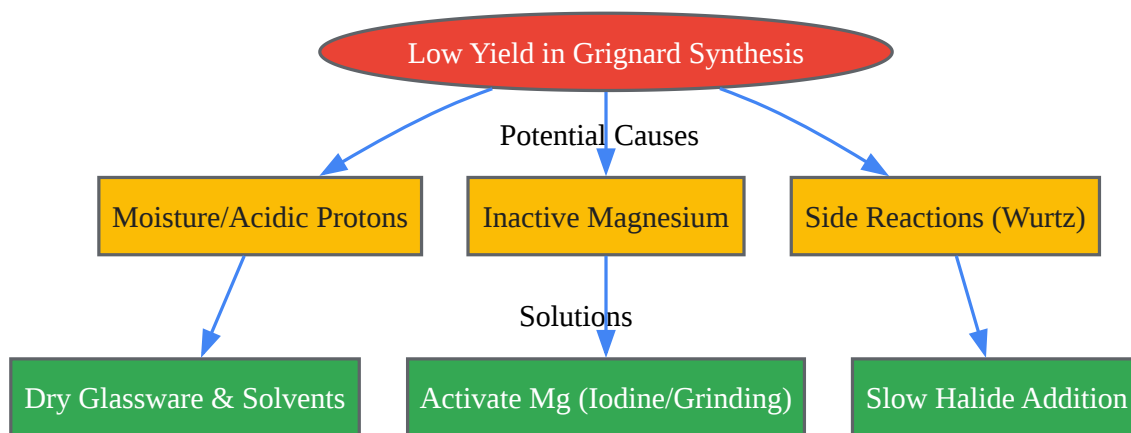 Low Yield in Grignard Synthesis
Potential Causes
Moisture/Acidic Protons
Inactive Magnesium
Side Reactions (Wurtz)
Solutions
Dry Glassware & Solvents
Activate Mg (Iodine/Grinding)
Slow Halide Addition